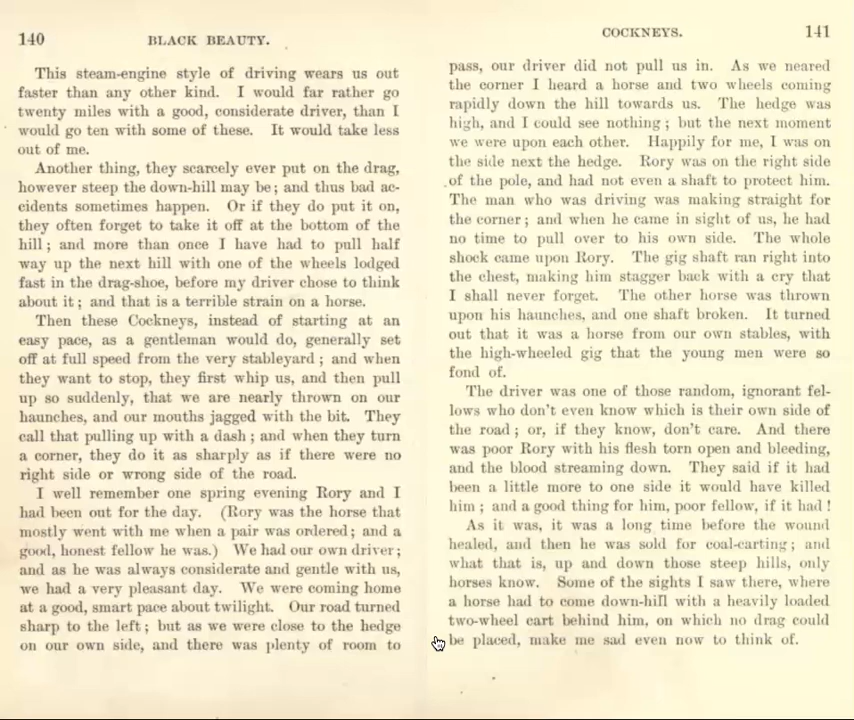 140
BLACK BEAUTY.
This steam-engine style of driving wears us out
faster than any other kind. I would far rather go
twenty miles with a good, considerate driver, than I
would go ten with some of these. It would take less
out of me.
Another thing, they scarcely ever put on the drag,
however steep the down-hill may be; and thus bad ac-
cidents sometimes happen. Or if they do put it on,
they often forget to take it off at the bottom of the
hill; and more than once I have had to pull half
way up the next hill with one of the wheels lodged
fast in the drag-shoe, before my driver chose to think
about it; and that is a terrible strain on a horse.
Then these Cockneys, instead of starting at an
easy pace, as a gentleman would do, generally set
off at full speed from the very stableyard; and when
they want to stop, they first whip us, and then pull
up so suddenly, that we are nearly thrown on our
haunches, and our mouths jagged with the bit. They
call that pulling up with a dash; and when they turn
a corner, they do it as sharply as if there were no
right side or wrong side of the road.
I well remember one spring evening Rory and I
had been out for the day. (Rory was the horse that
mostly went with me when a pair was ordered; and a
good, honest fellow he was.) We had our own driver;
and as he was always considerate and gentle with us,
we had a very pleasant day. We were coming home
at a good, smart pace about twilight. Our road turned
sharp to the left; but as we were close to the hedge
on our own side, and there was plenty of room to
COCKNEYS.
141
pass, our driver did not pull us in. As we neared
the corner I heard a horse and two wheels coming
rapidly down the hill towards us. The hedge was
high, and I could see nothing; but the next moment
we were upon each other. Happily for me, I was on
the side next the hedge. Rory was on the right side
of the pole, and had not even a shaft to protect him.
The man who was driving was making straight for
the corner; and when he came in sight of us, he had
no time to pull over to his own side. The whole
shock came upon Rory. The gig shaft ran right into
the chest, making him stagger back with a cry that
I shall never forget. The other horse was thrown
upon his haunches, and one shaft broken. It turned
out that it was a horse from our own stables, with
the high-wheeled gig that the young men were so
fond of.
The driver was one of those random, ignorant fel-
lows who don't even know which is their own side of
the road; or, if they know, don't care. And there
was poor Rory with his flesh torn open and bleeding,
and the blood streaming down. They said if it had
been a little more to one side it would have killed
him; and a good thing for him, poor fellow, if it had!
As it was, it was a long time before the wound
healed, and then he was sold for coal-carting; and
what that is, up and down those steep hills, only
horses know. Some of the sights I saw there, where
a horse had to come down-hill with a heavily loaded
two-wheel cart behind him, on which no drag could
be placed, make me sad even now to think of.